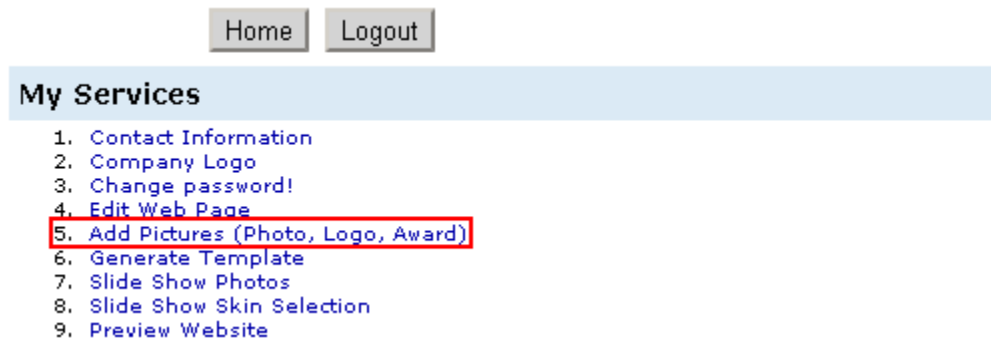 Home Logout
My Services
1. Contact Information
2. Company Logo
3. Change password!
4. Edit Web Page
5. Add Pictures (Photo, Logo, Award)
6. Generate Template
7. Slide Show Photos
8. Slide Show Skin Selection
9. Preview Website